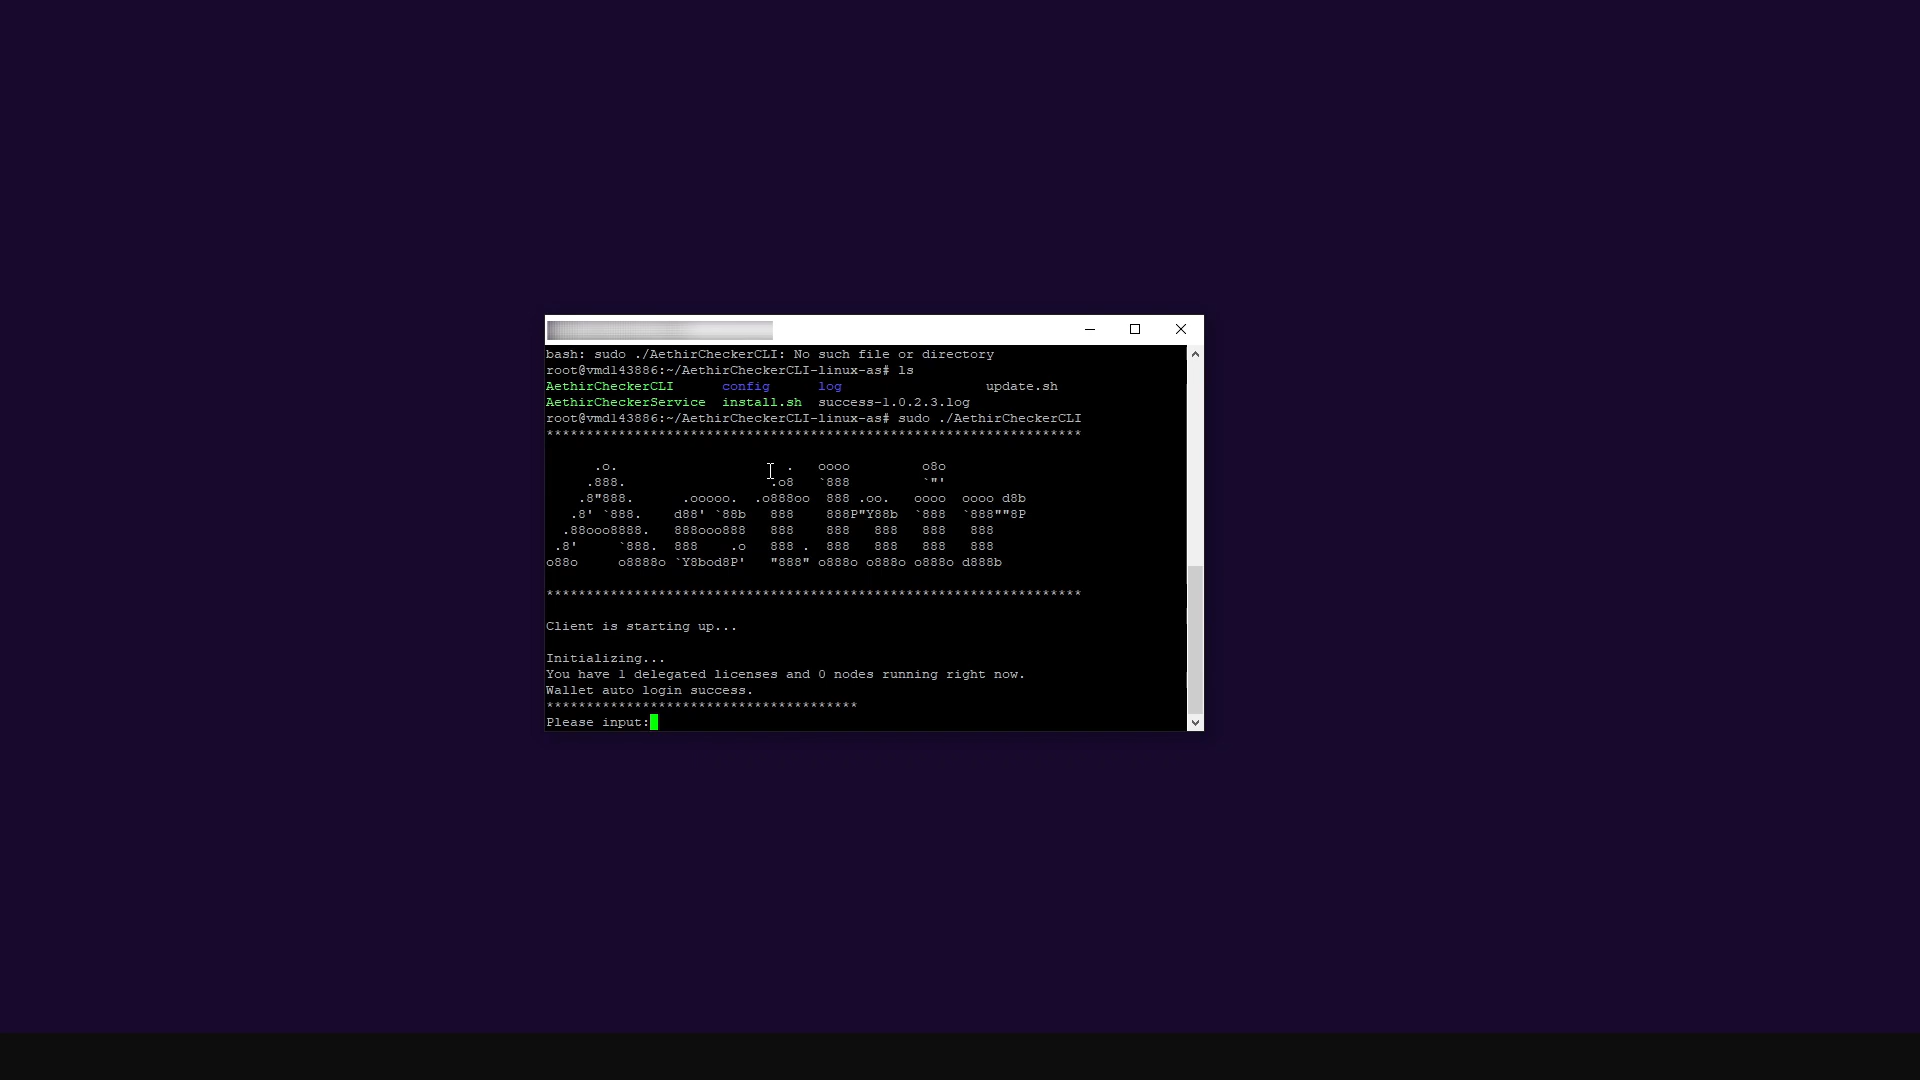 bash: sudo ./AethirCheckerCLI: No such file or directory
root@vmd143886:~/AethirCheckerCLI-linux-as# ls
AethirCheckerCLI      config      log                  update.sh
AethirCheckerService  install.sh  success-1.0.2.3.log
root@vmd143886:~/AethirCheckerCLI-linux-as# sudo ./AethirCheckerCLI
*******************************************************************

      .o.                     .   oooo         o8o
     .888.                  .o8   `888         `"'
    .8"888.      .ooooo.  .o888oo  888 .oo.   oooo  oooo d8b
   .8' `888.    d88' `88b   888    888P"Y88b  `888  `888""8P
  .88ooo8888.   888ooo888   888    888   888   888   888
 .8'     `888.  888    .o   888 .  888   888   888   888
o88o     o8888o `Y8bod8P'   "888" o888o o888o o888o d888b

*******************************************************************

Client is starting up...

Initializing...
You have 1 delegated licenses and 0 nodes running right now.
Wallet auto login success.
***************************************
Please input: